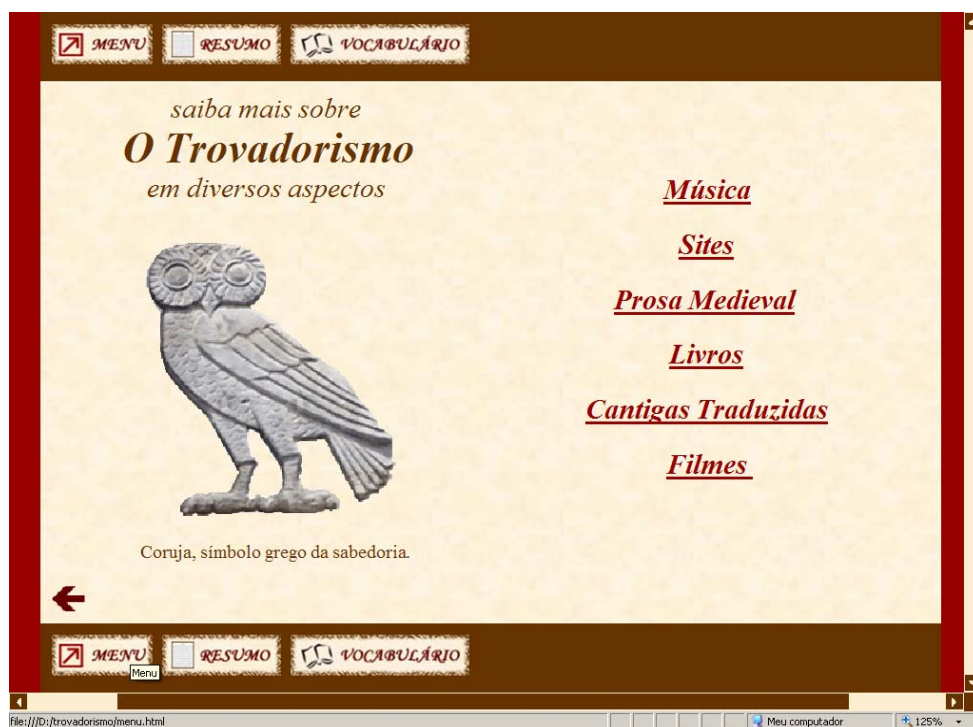 MENU
RESUMO
VOCABULÁRIO
saiba mais sobre
O Trovadorismo
em diversos aspectos
Coruja, símbolo grego da sabedoria.
Música
Sites
Prosa Medieval
Livros
Cantigas Traduzidas
Filmes
MENU
RESUMO
VOCABULÁRIO
Menu
file:///D:/trovadorismo/menu.html
Meu computador
125%